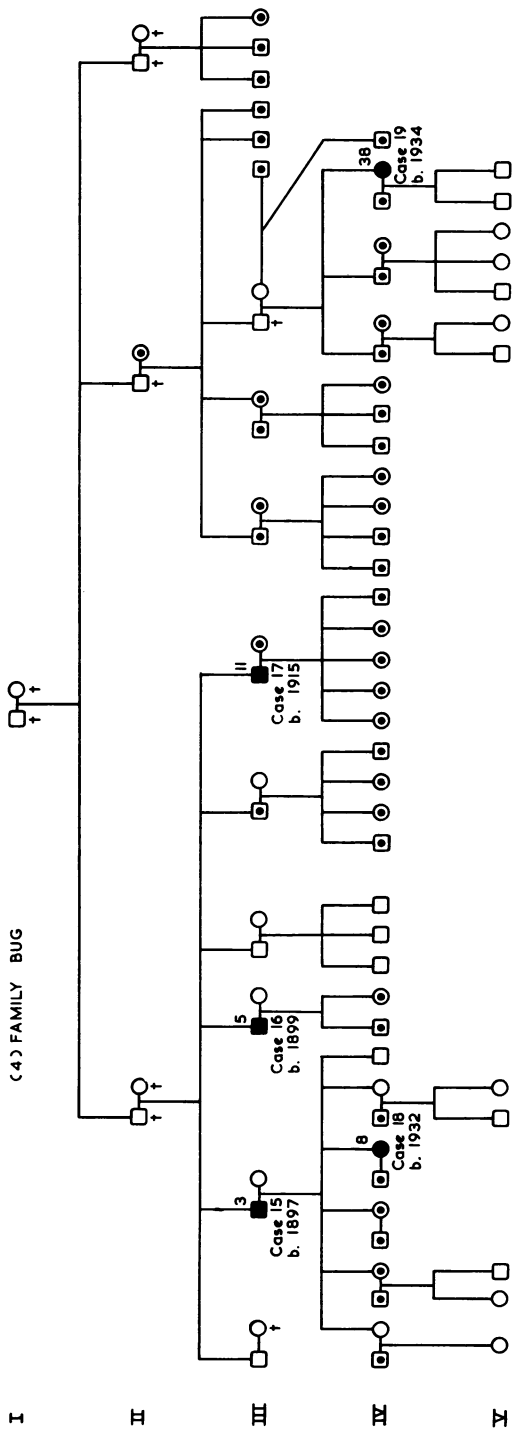 (4) FAMILY BUG
I
II
III
IV
V
3
Case 15
b. 1897
5
Case 16
b. 1899
11
Case 17
b. 1915
8
Case 18
b. 1932
38
Case 19
b. 1934